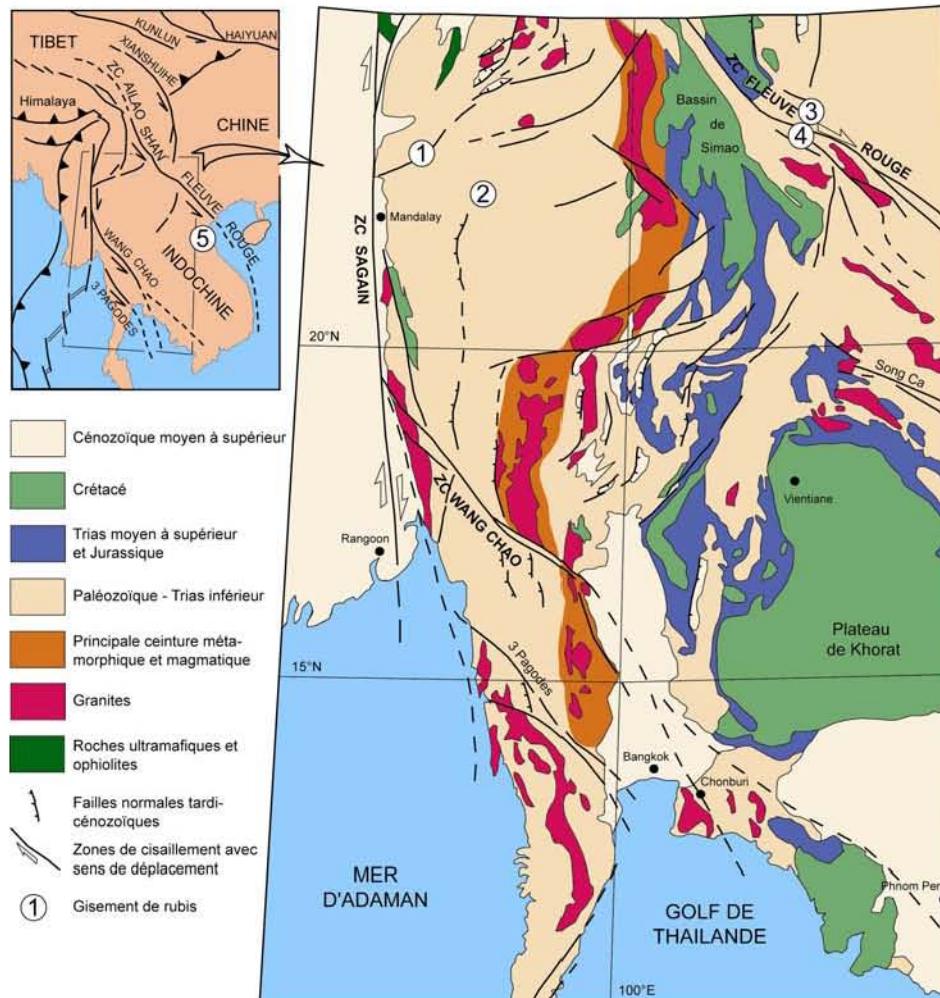 TIBET
KUNLUN
HAIYUAN
XIANSHUIHE
Himalaya
ZC AILAO SHAN
CHINE
FLEUVE
ROUGE
5
INDOCHINE
WANG CHAO
3 PAGODES
Cénozoïque moyen à supérieur
Crétacé
Trias moyen à supérieur
et Jurassique
Paléozoïque - Trias inférieur
Principale ceinture méta-
morphique et magmatique
Granites
Roches ultramafiques et
ophiolites
Failles normales tardi-
cénozoïques
Zones de cisaillement avec
sens de déplacement
1
Gisement de rubis
ZC FLEUVE
ROUGE
Bassin
de
Simao
3
4
1
2
Mandalay
ZC SAGAIN
20°N
Song Ca
Vientiane
ZC WANG CHAO
Rangoon
Plateau
de Khorat
15°N
3 Pagodes
Bangkok
Chonburi
Phnom Pen
MER
D'ADAMAN
GOLF DE
THAILANDE
100°E